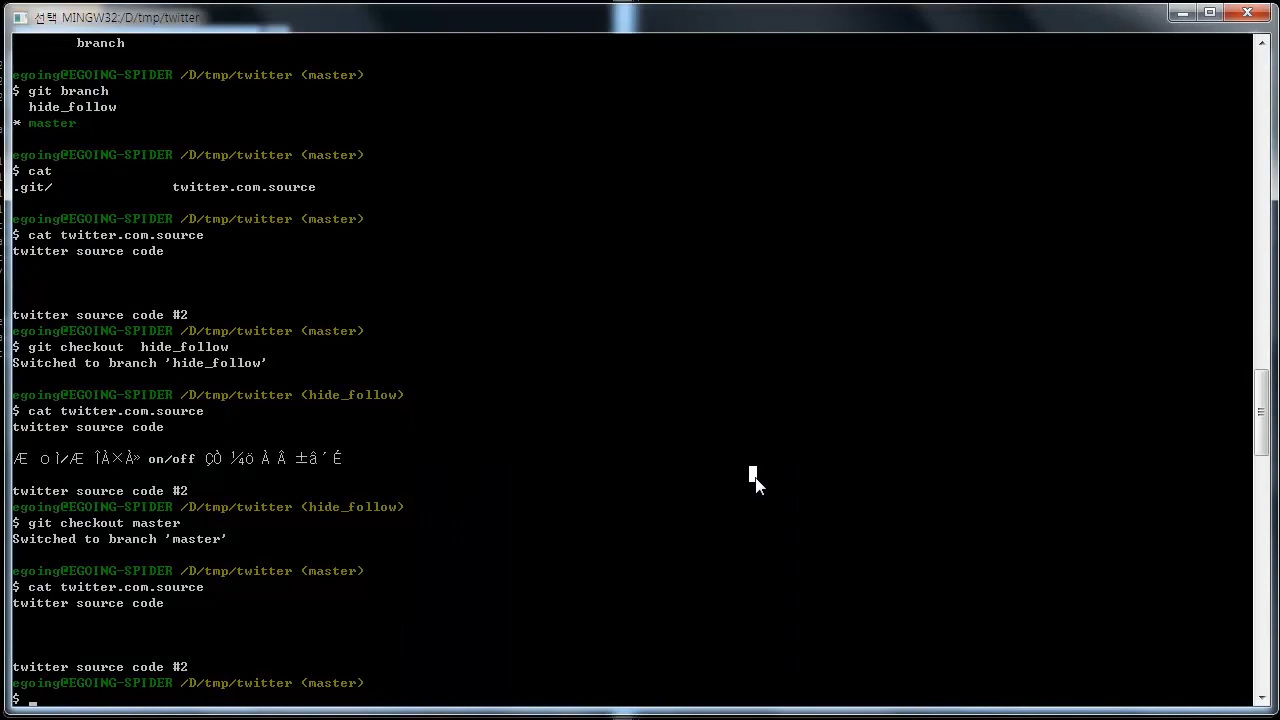 선택 MINGW32:/D/tmp/twitter
branch
egoing@EGOING-SPIDER /D/tmp/twitter (master)
$ git branch
hide_follow
* master
egoing@EGOING-SPIDER /D/tmp/twitter (master)
$ cat
.git/ twitter.com.source
egoing@EGOING-SPIDER /D/tmp/twitter (master)
$ cat twitter.com.source
twitter source code
twitter source code #2
egoing@EGOING-SPIDER /D/tmp/twitter (master)
$ git checkout  hide_follow
Switched to branch 'hide_follow'
egoing@EGOING-SPIDER /D/tmp/twitter (hide_follow)
$ cat twitter.com.source
twitter source code
on/off
twitter source code #2
egoing@EGOING-SPIDER /D/tmp/twitter (hide_follow)
$ git checkout master
Switched to branch 'master'
egoing@EGOING-SPIDER /D/tmp/twitter (master)
$ cat twitter.com.source
twitter source code
twitter source code #2
egoing@EGOING-SPIDER /D/tmp/twitter (master)
$